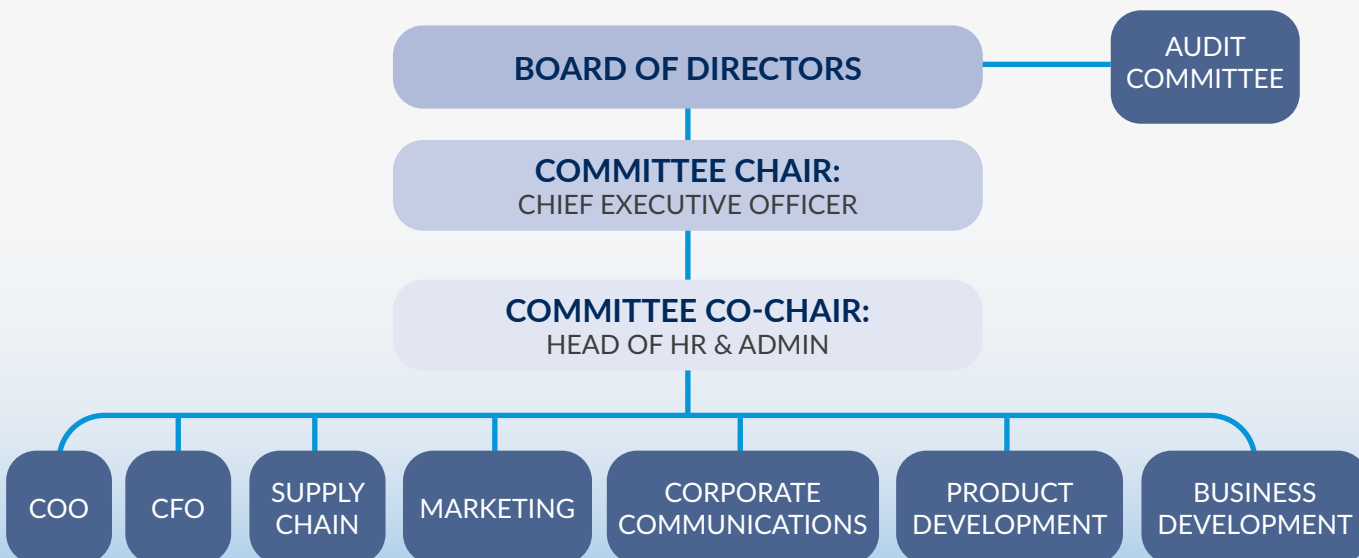 BOARD OF DIRECTORS
AUDIT
COMMITTEE
COMMITTEE CHAIR:
CHIEF EXECUTIVE OFFICER
COMMITTEE CO-CHAIR:
HEAD OF HR & ADMIN
COO
CFO
SUPPLY
CHAIN
MARKETING
CORPORATE
COMMUNICATIONS
PRODUCT
DEVELOPMENT
BUSINESS
DEVELOPMENT